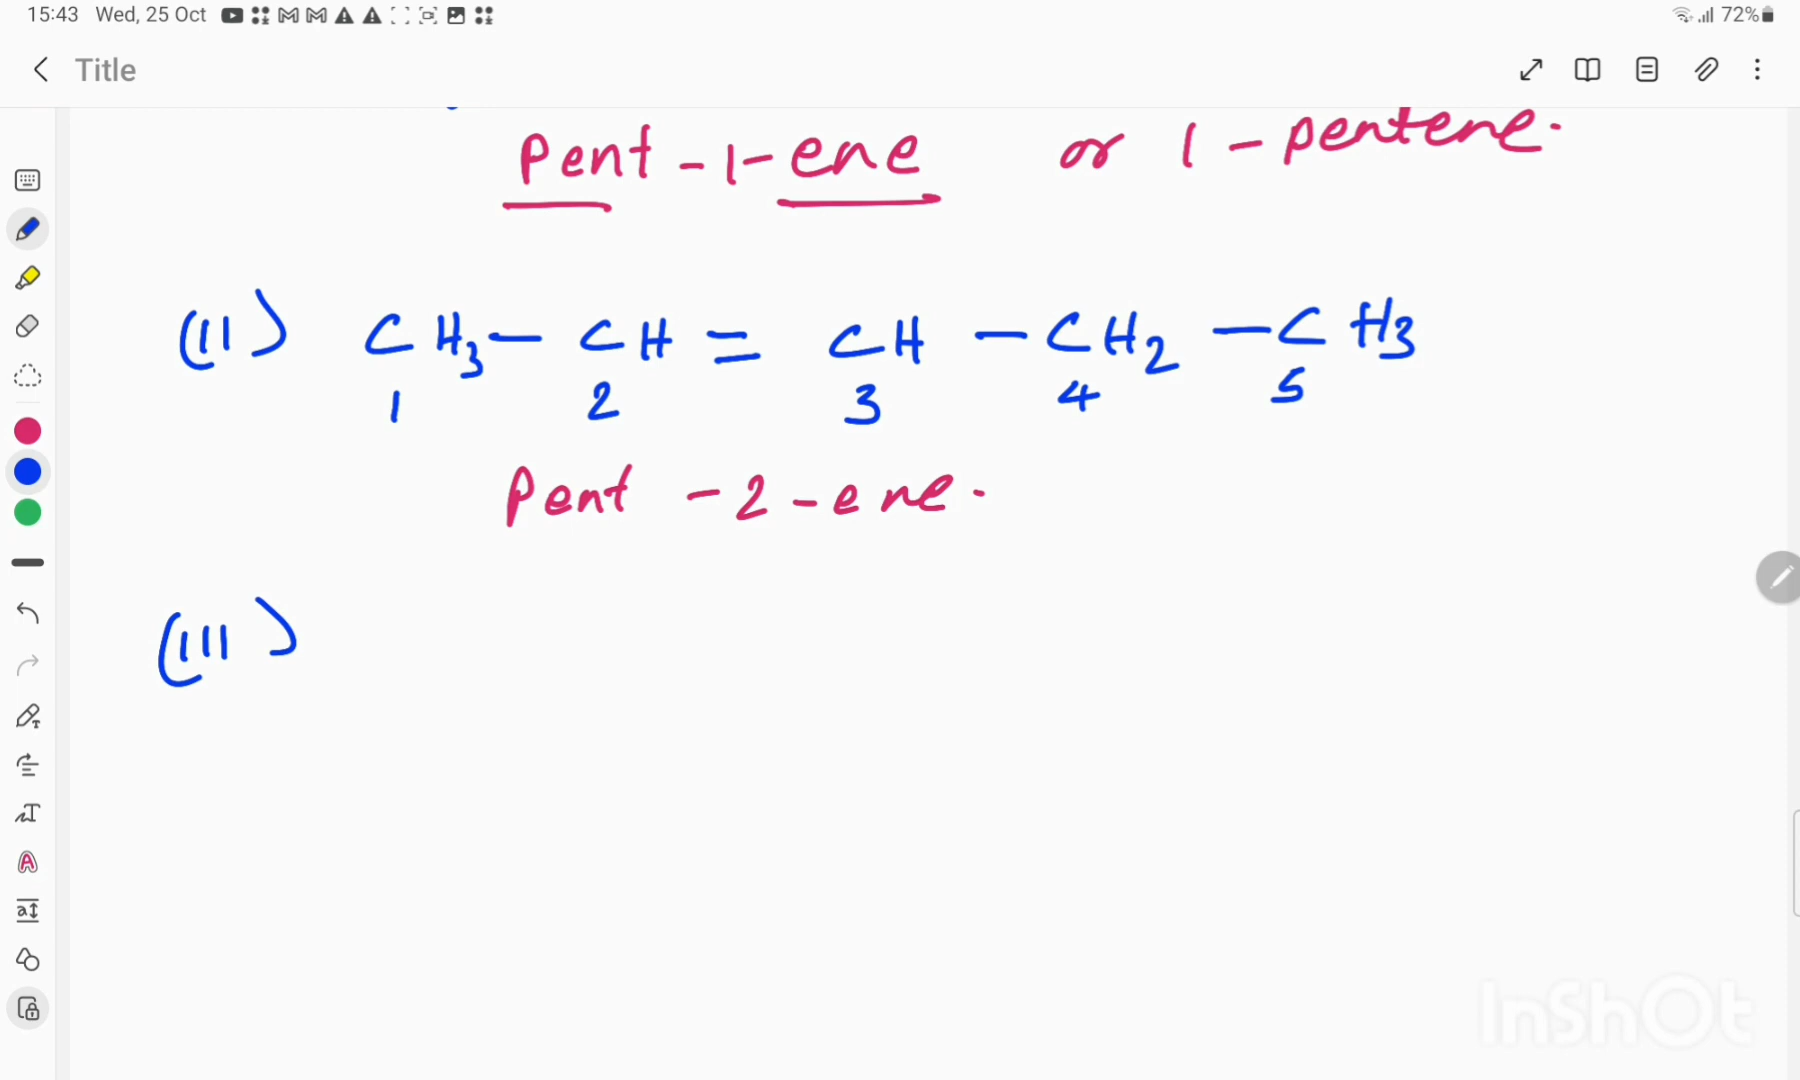 15:43 Wed, 25 Oct 72%
Title
Pent -1- ene or 1 - pentene.
(II) CH3 - CH = CH - CH2 - CH3
1 2 3 4 5
Pent - 2 - ene.
(III)
A
InShOt